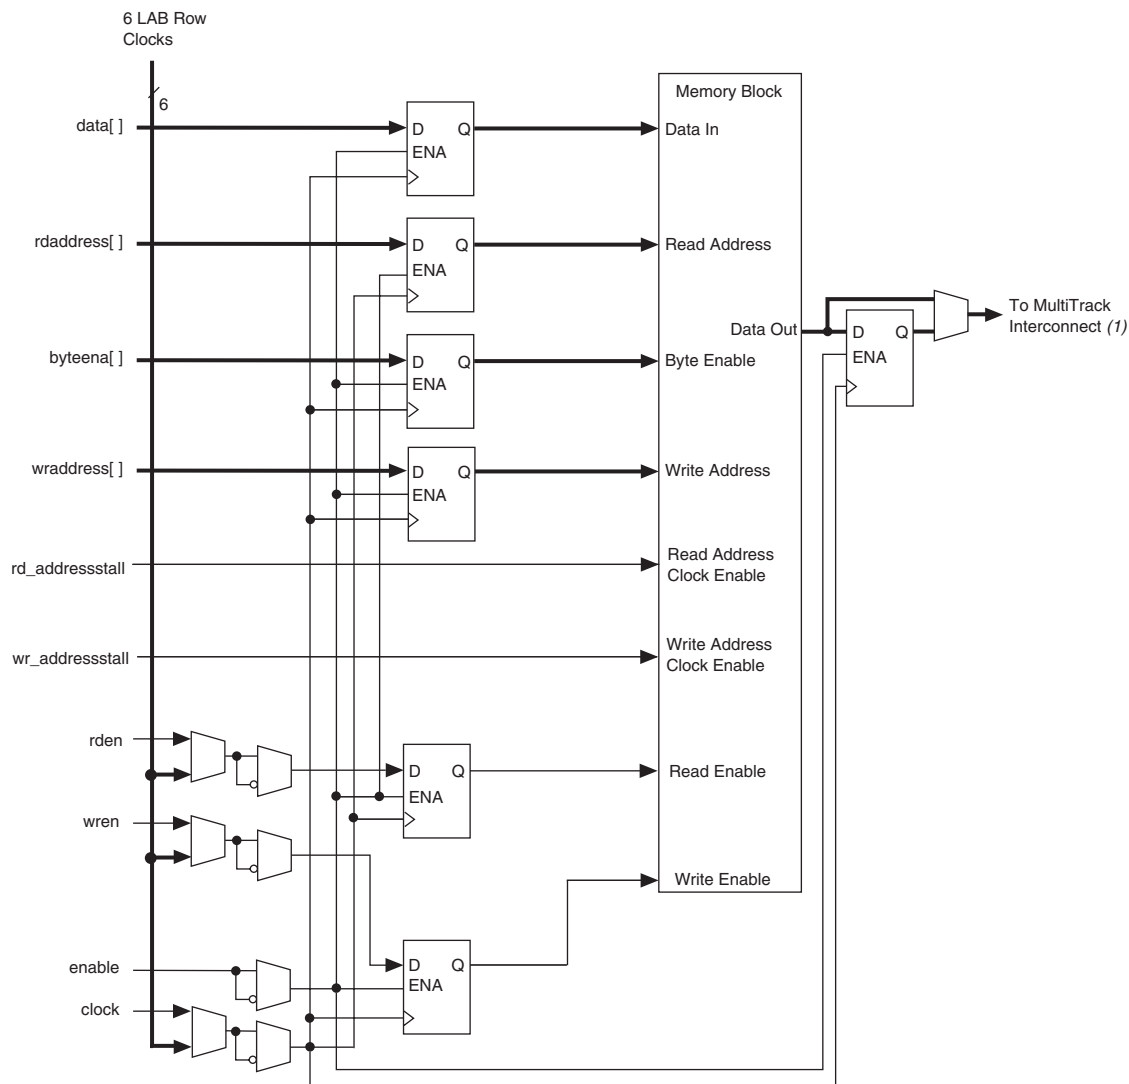 6 LAB Row
Clocks
6
Memory Block
data[ ]
D Q
Data In
ENA
rdaddress[ ]
D Q
Read Address
ENA
To MultiTrack
Interconnect (1)
Data Out
D Q
ENA
byteena[ ]
D Q
Byte Enable
ENA
wraddress[ ]
D Q
Write Address
ENA
rd_addressstall
Read Address
Clock Enable
wr_addressstall
Write Address
Clock Enable
rden
D Q
Read Enable
ENA
wren
Write Enable
enable
D Q
ENA
clock